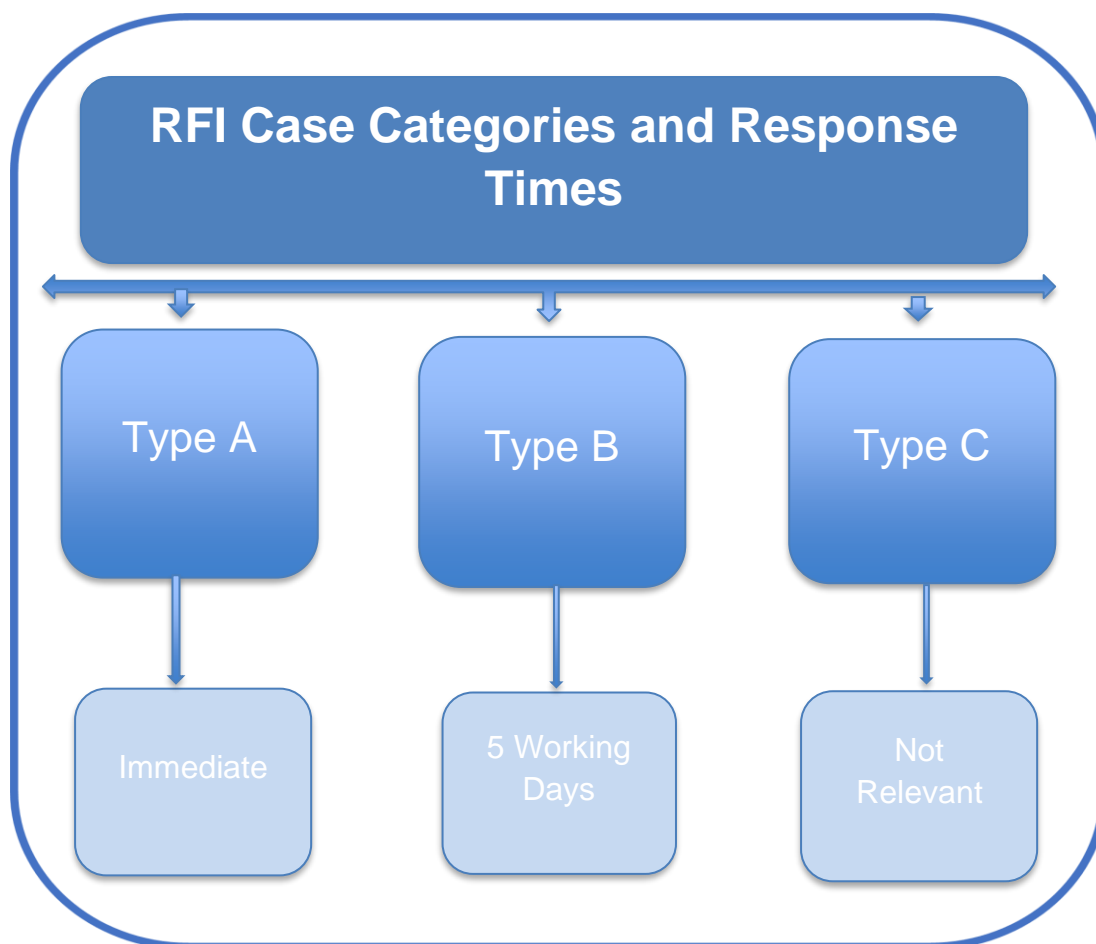 RFI Case Categories and Response
Times
Type A
Type B
Type C
Immediate
5 Working
Days
Not
Relevant